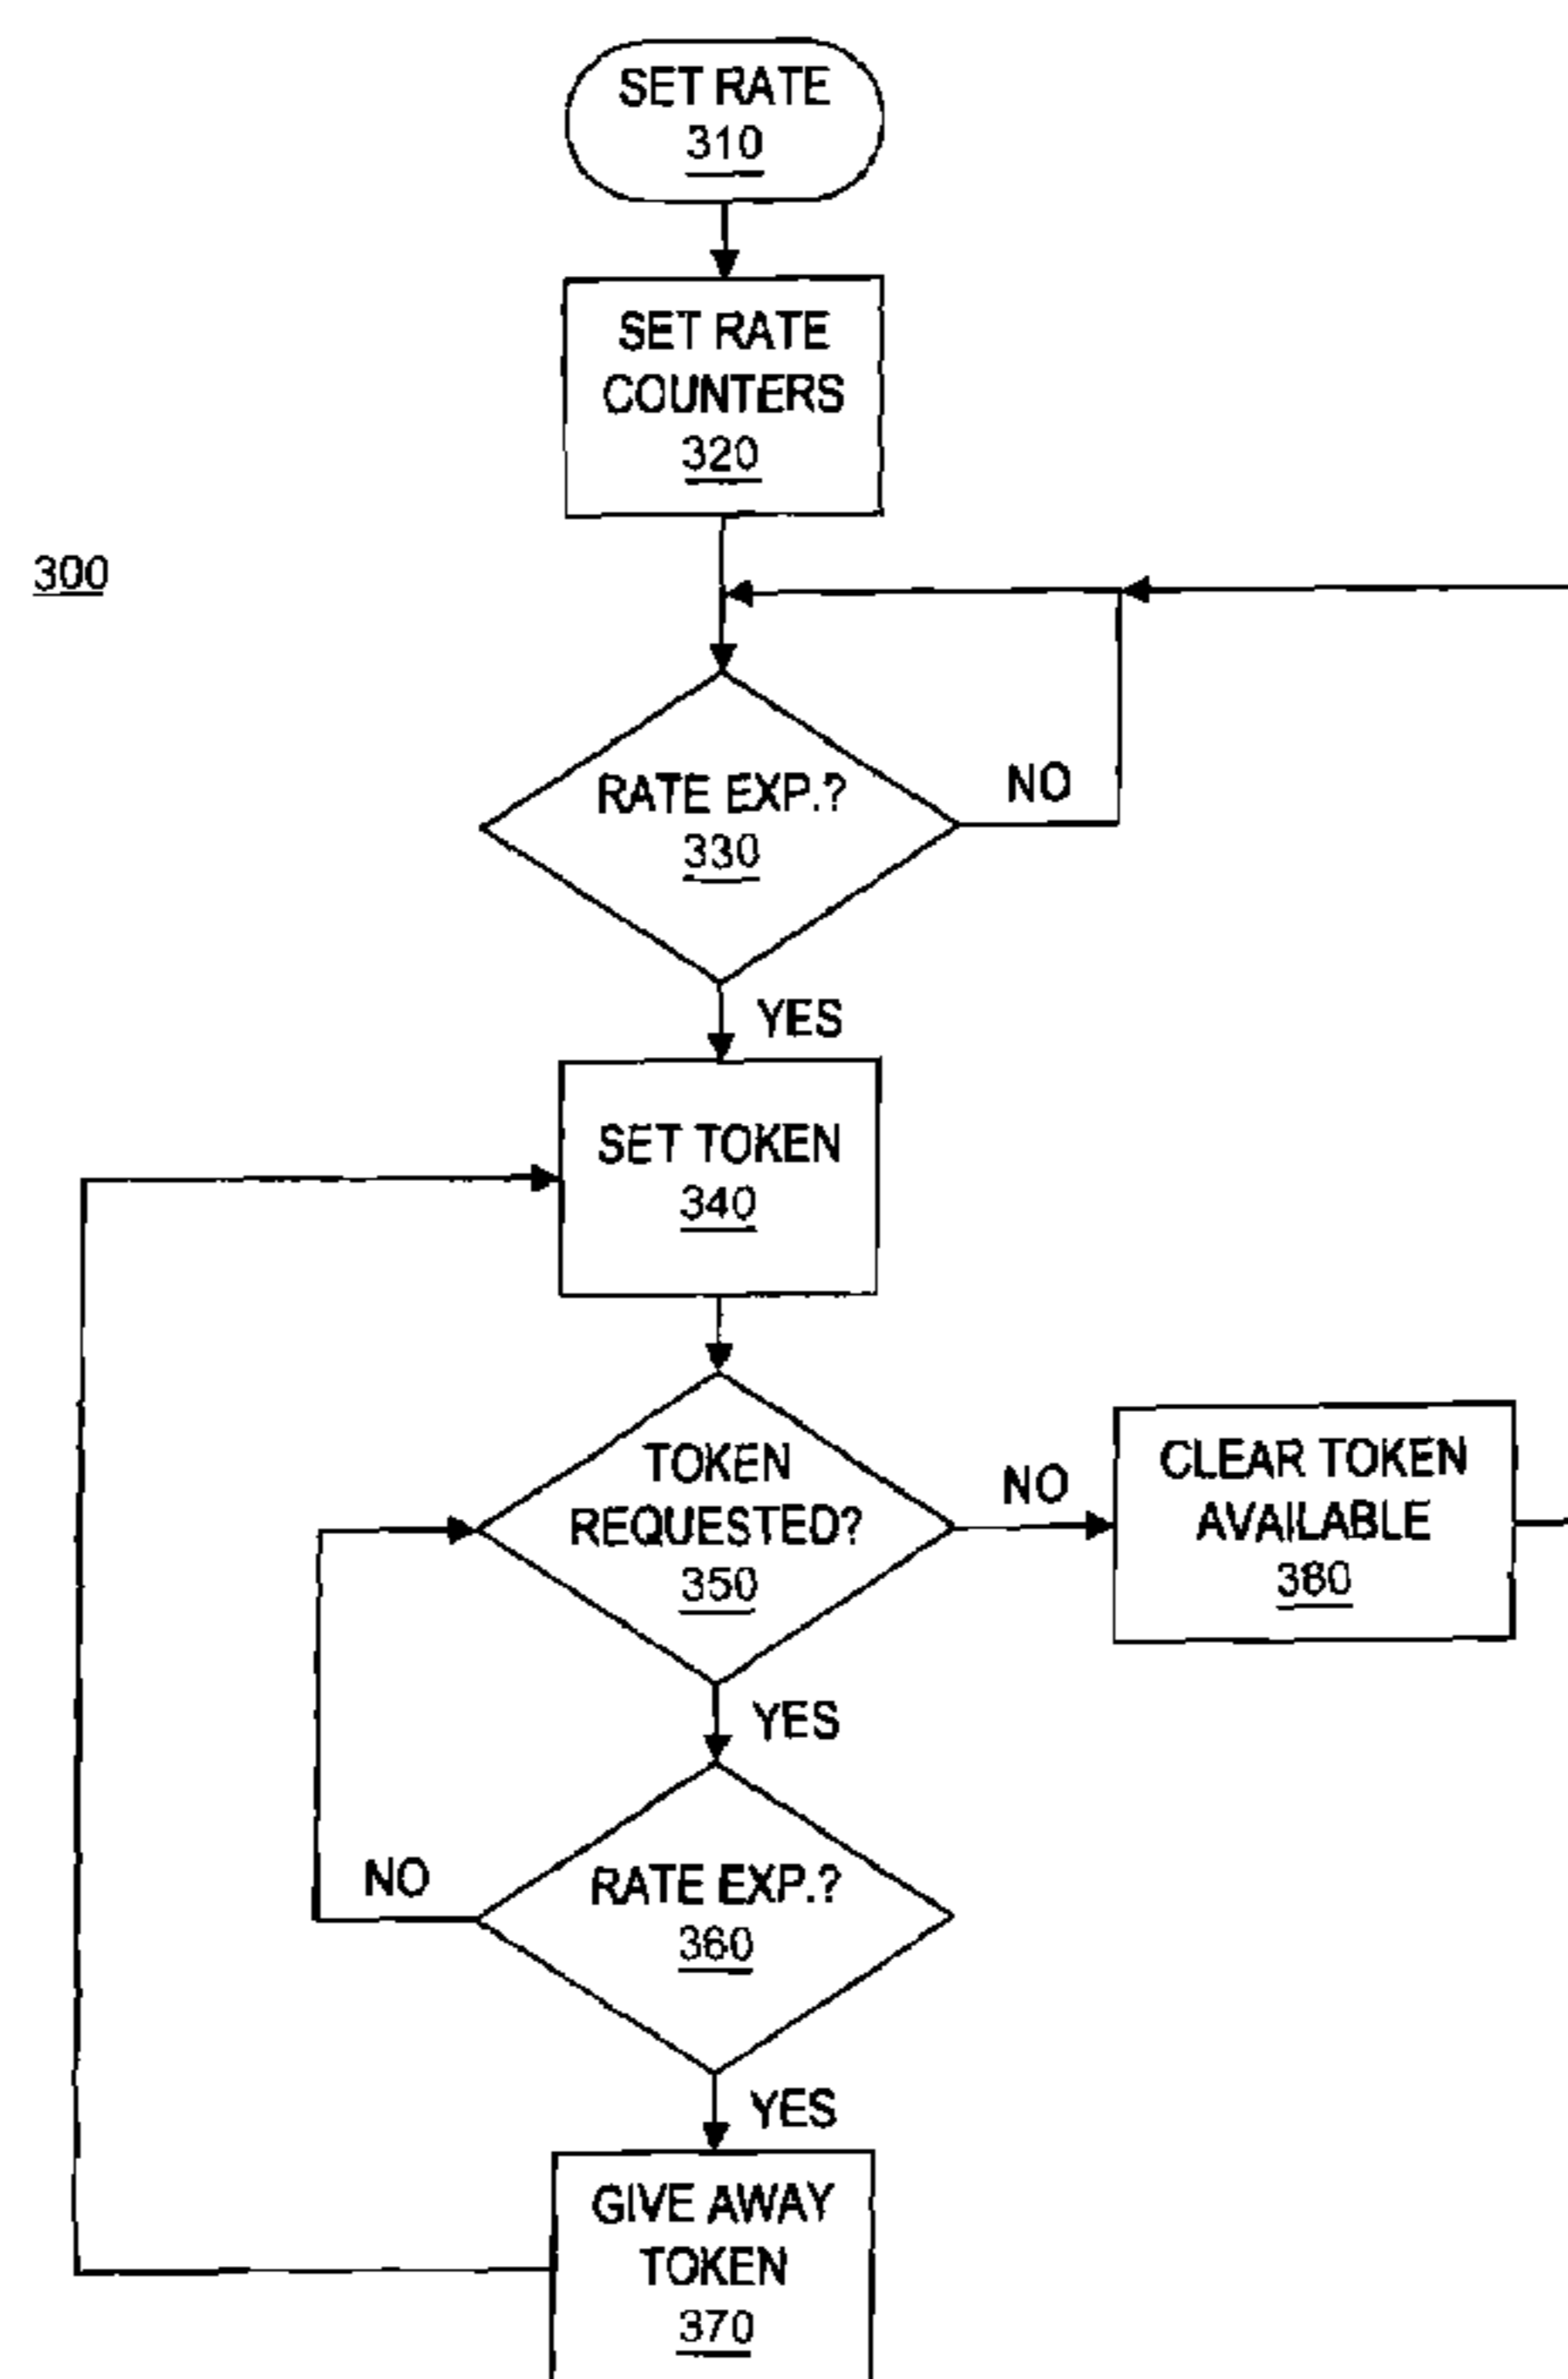 SET RATE
310
SET RATE
COUNTERS
320
300
RATE EXP.?
330
NO
YES
SET TOKEN
340
TOKEN
REQUESTED?
350
NO
CLEAR TOKEN
AVAILABLE
380
YES
RATE EXP.?
360
NO
YES
GIVE AWAY
TOKEN
370